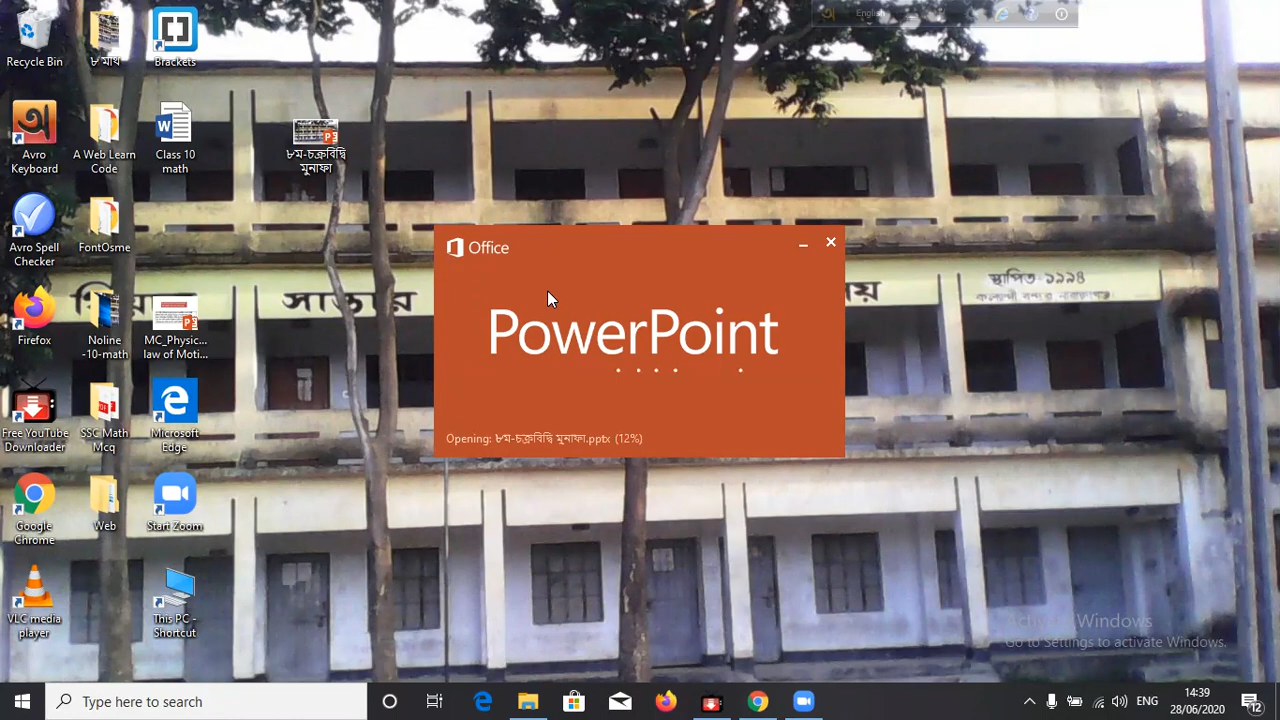 Recycle Bin
৮ মাথ
Brackets
English
Avro Keyboard
A Web Learn Code
Class 10 math
৮ম-চক্রবিদ্বি মুনাফা
Avro Spell Checker
FontOsme
Office
PowerPoint
Opening: ৮ম-চক্রবিদ্বি মুনাফা.pptx (12%)
সাত্তার
স্থাপিত ১৯৯৪
Firefox
Noline -10-math
MC_Physic... law of Moti...
Free YouTube Downloader
SSC Math Mcq
Microsoft Edge
Google Chrome
Web
Start Zoom
VLC media player
This PC - Shortcut
Activate Windows
Go to Settings to activate Windows.
Type here to search
ENG
14:39
28/06/2020
12